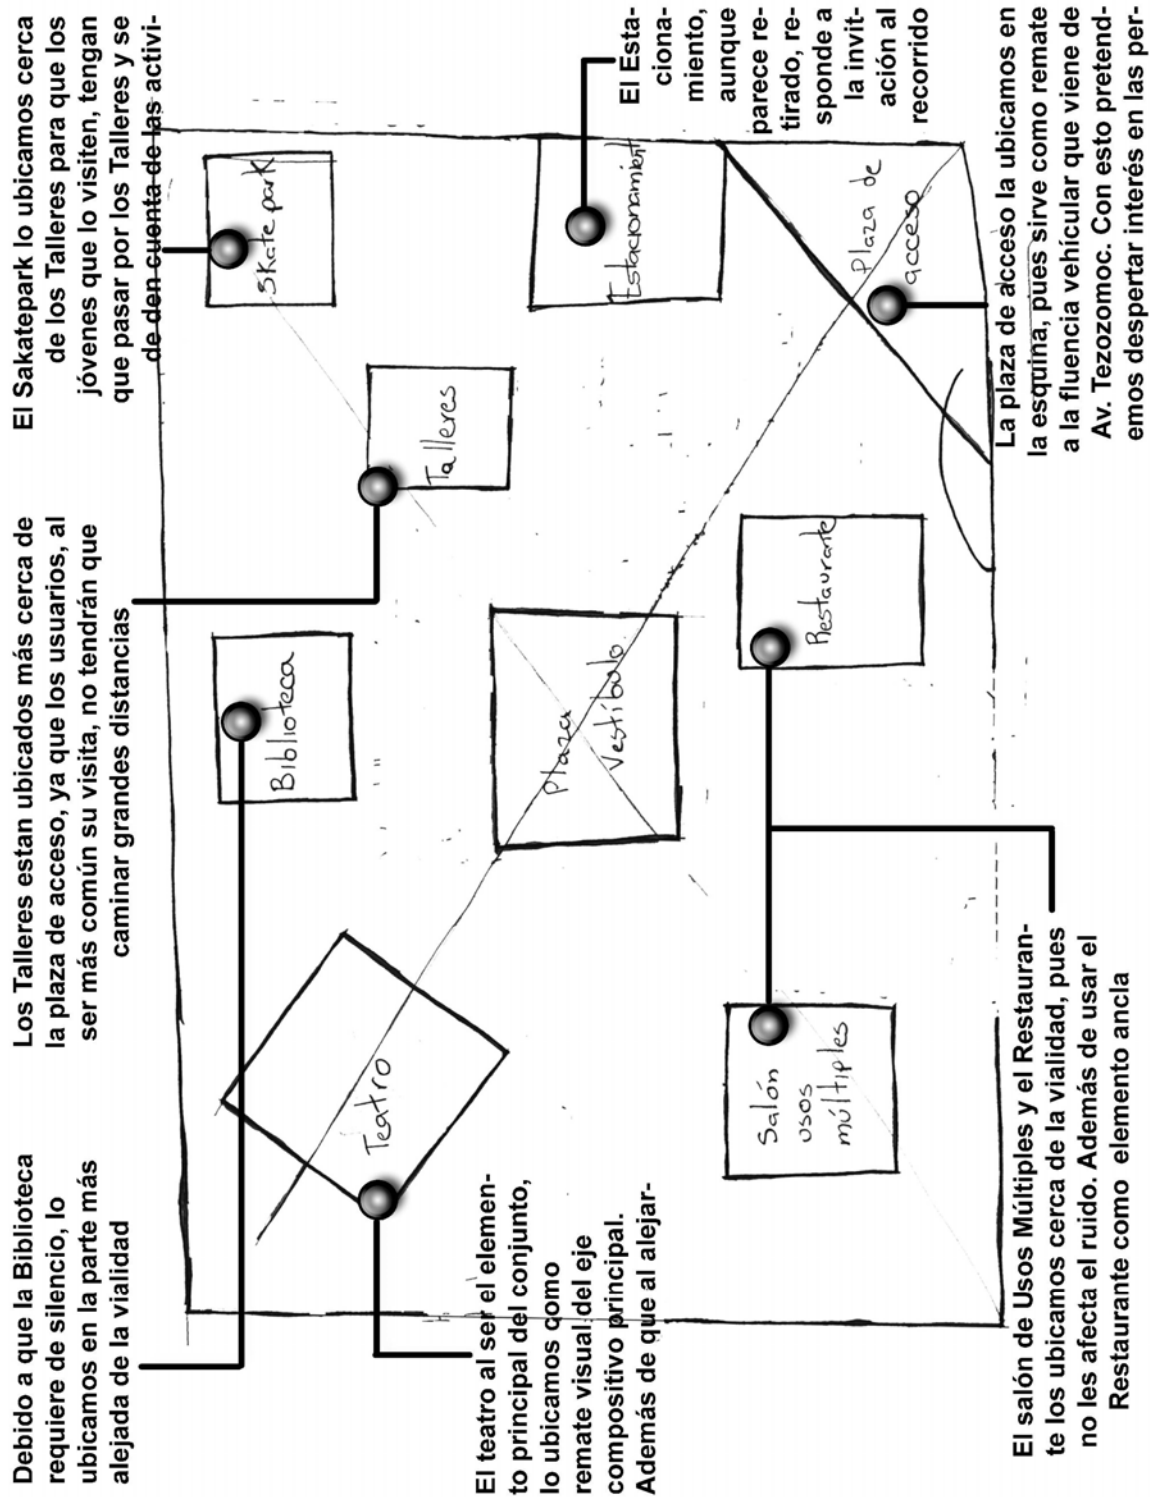 Debido a que la Biblioteca
requiere de silencio, lo
ubicamos en la parte más
alejada de la vialidad
Los Talleres estan ubicados más cerca de
la plaza de acceso, ya que los usuarios, al
ser más común su visita, no tendrán que
caminar grandes distancias
El Sakatepark lo ubicamos cerca
de los Talleres para que los
jóvenes que lo visiten, tengan
que pasar por los Talleres y se
de den cuenta de las activi-
Biblioteca
Skate park
Talleres
Teatro
Plaza
Vestíbulo
Estacionamient
El Esta-
ciona-
miento,
aunque
parece re-
tirado, re-
sponde a
la invit-
ación al
recorrido
El teatro al ser el elemen-
to principal del conjunto,
lo ubicamos como
remate visual del eje
compositivo principal.
Además de que al alejar-
Salón
usos
múltiples
Restaurante
Plaza de
acceso
El salón de Usos Múltiples y el Restauran-
te los ubicamos cerca de la vialidad, pues
no les afecta el ruido. Además de usar el
Restaurante como elemento ancla
La plaza de acceso la ubicamos en
la esquina, pues sirve como remate
a la fluencia vehícular que viene de
Av. Tezozomoc. Con esto pretend-
emos despertar interés en las per-